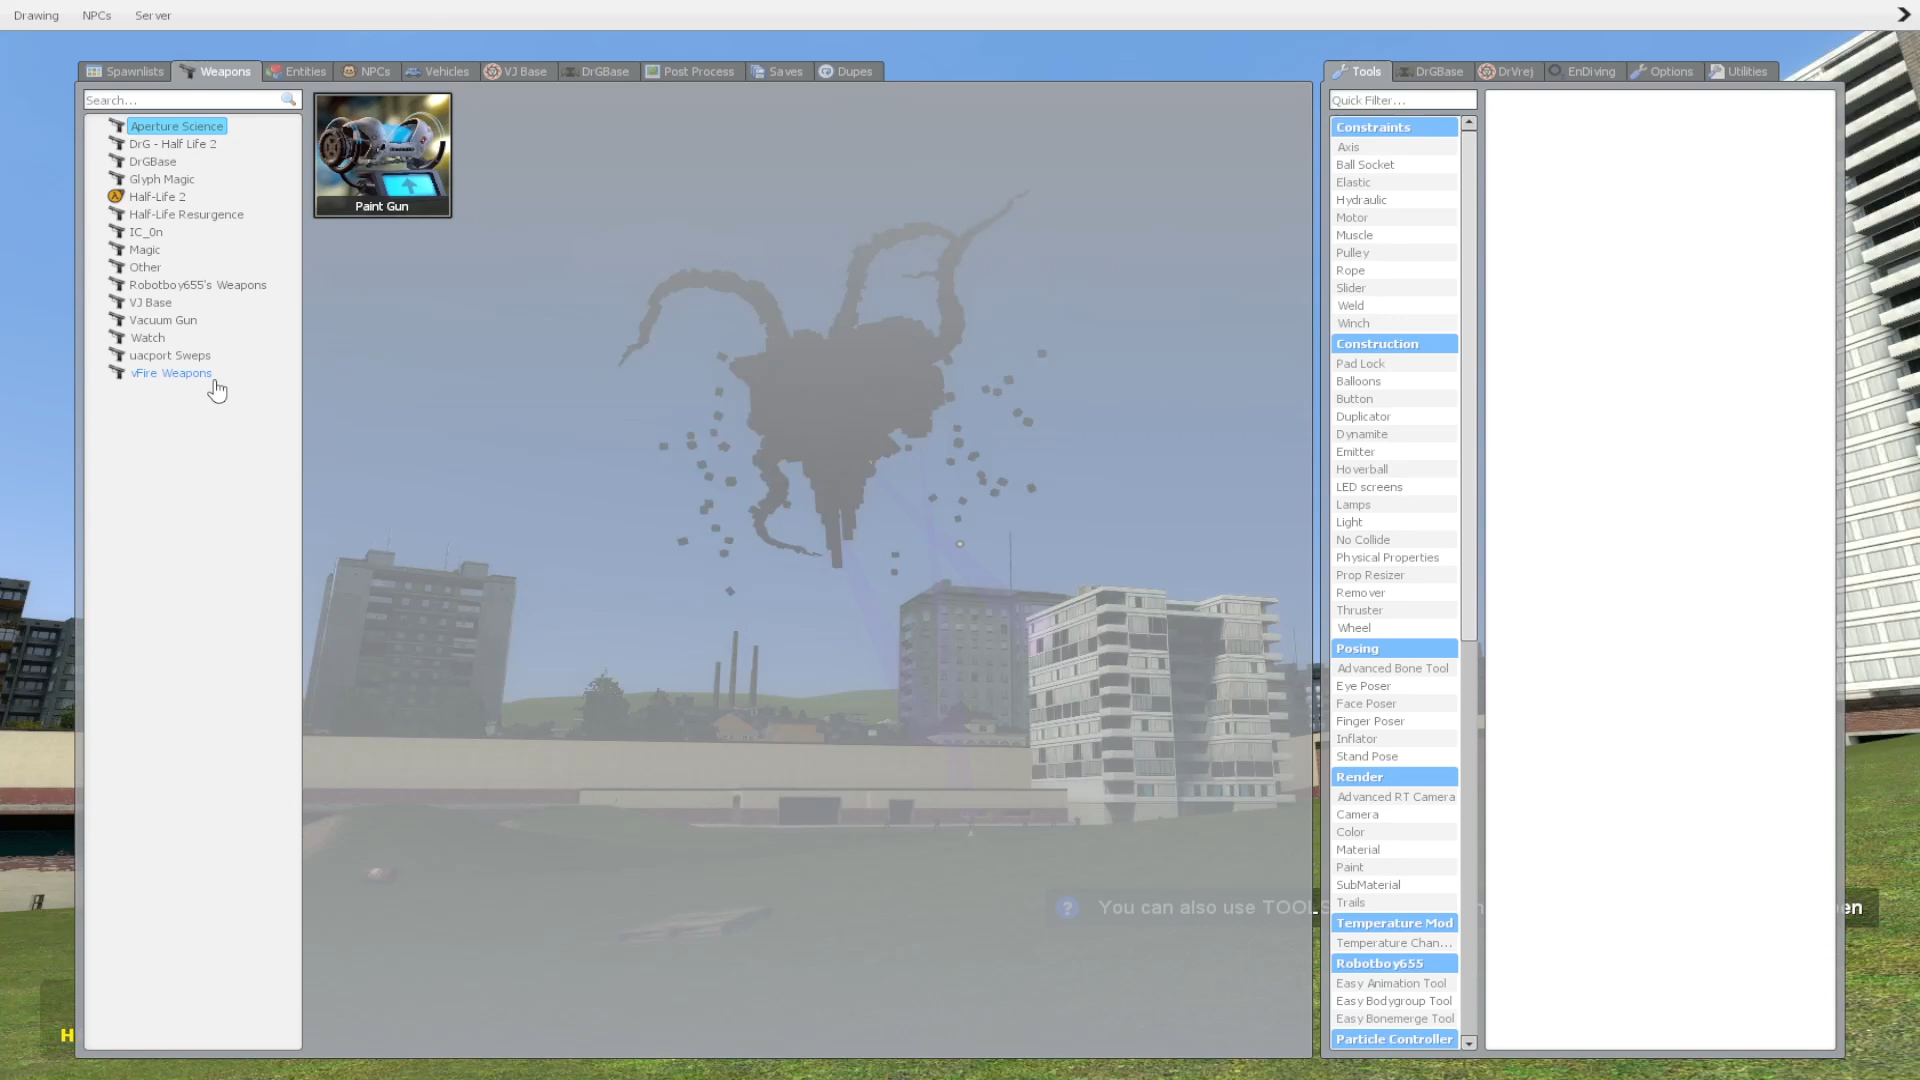 Drawing NPCs Server
Spawnlists Weapons Entities NPCs Vehicles VJ Base DrGBase Post Process Saves Dupes
Search...
Aperture Science
DrG - Half Life 2
DrGBase
Glyph Magic
Half-Life 2
Half-Life Resurgence
IC_0n
Magic
Other
Robotboy655's Weapons
VJ Base
Vacuum Gun
Watch
uacport Sweps
vFire Weapons
Paint Gun
Tools DrGBase DrVrej EnDiving Options Utilities
Quick Filter...
Constraints
Axis
Ball Socket
Elastic
Hydraulic
Motor
Muscle
Pulley
Rope
Slider
Weld
Winch
Construction
Pad Lock
Balloons
Button
Duplicator
Dynamite
Emitter
Hoverball
LED screens
Lamps
Light
No Collide
Physical Properties
Prop Resizer
Remover
Thruster
Wheel
Posing
Advanced Bone Tool
Eye Poser
Face Poser
Finger Poser
Inflator
Stand Pose
Render
Advanced RT Camera
Camera
Color
Material
Paint
SubMaterial
Trails
Temperature Mod
Temperature Chan...
Robotboy655
Easy Animation Tool
Easy Bodygroup Tool
Easy Bonemerge Tool
Particle Controller
You can also use TOOLS
en
H